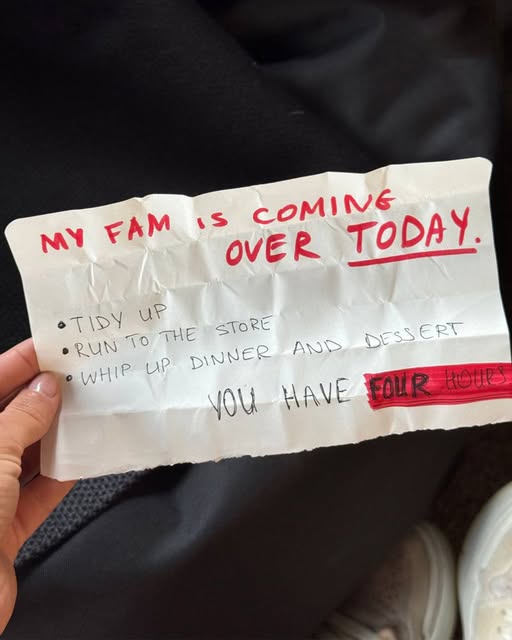 MY FAM IS COMING
OVER TODAY.
• TIDY UP
• RUN TO THE STORE
• WHIP UP DINNER AND DESSERT
YOU HAVE FOUR HOURS